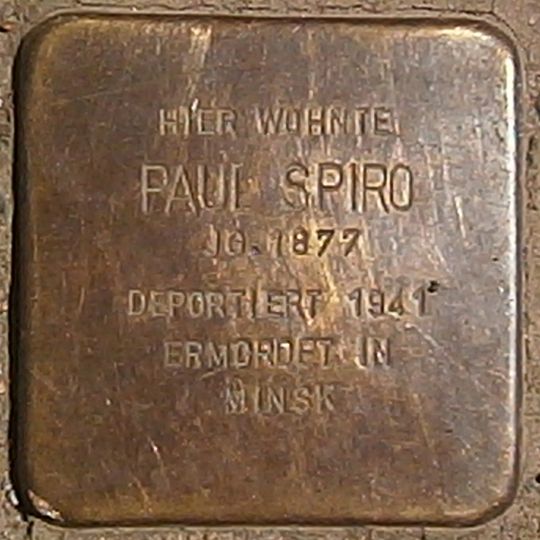 HIER WOHNTE
PAUL SPIRO
JG. 1877
DEPORTIERT 1941
ERMORDET IN
MINSK